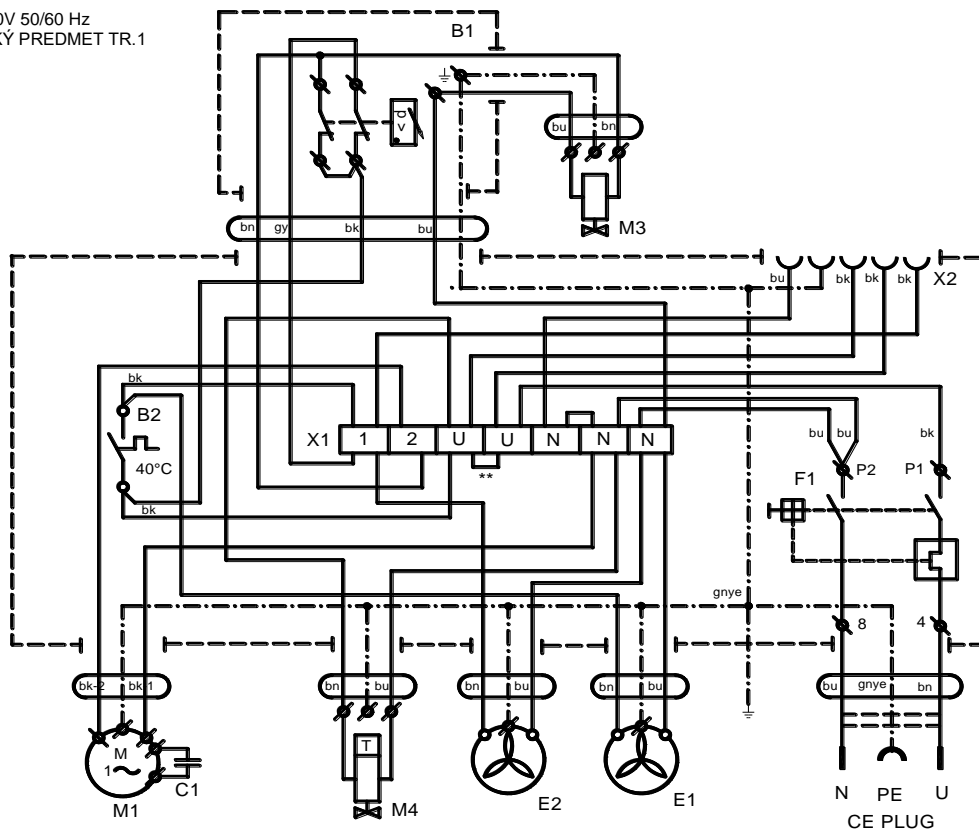 0V 50/60 Hz
KÝ PREDMET TR.1
B1
p
bu bn
M3
bn gy bk bu
bu bk bk bk
X2
bk
B2
40°C
bk
X1 1 2 U U N N N
**
bu bu bk
F1 P2 P1
gnye
8 4
bk-2 bk-1
bn bu
bn bu
bn bu
bu gnye bn
M 1
T
C1
M1
M4
E2
E1
N PE U
CE PLUG